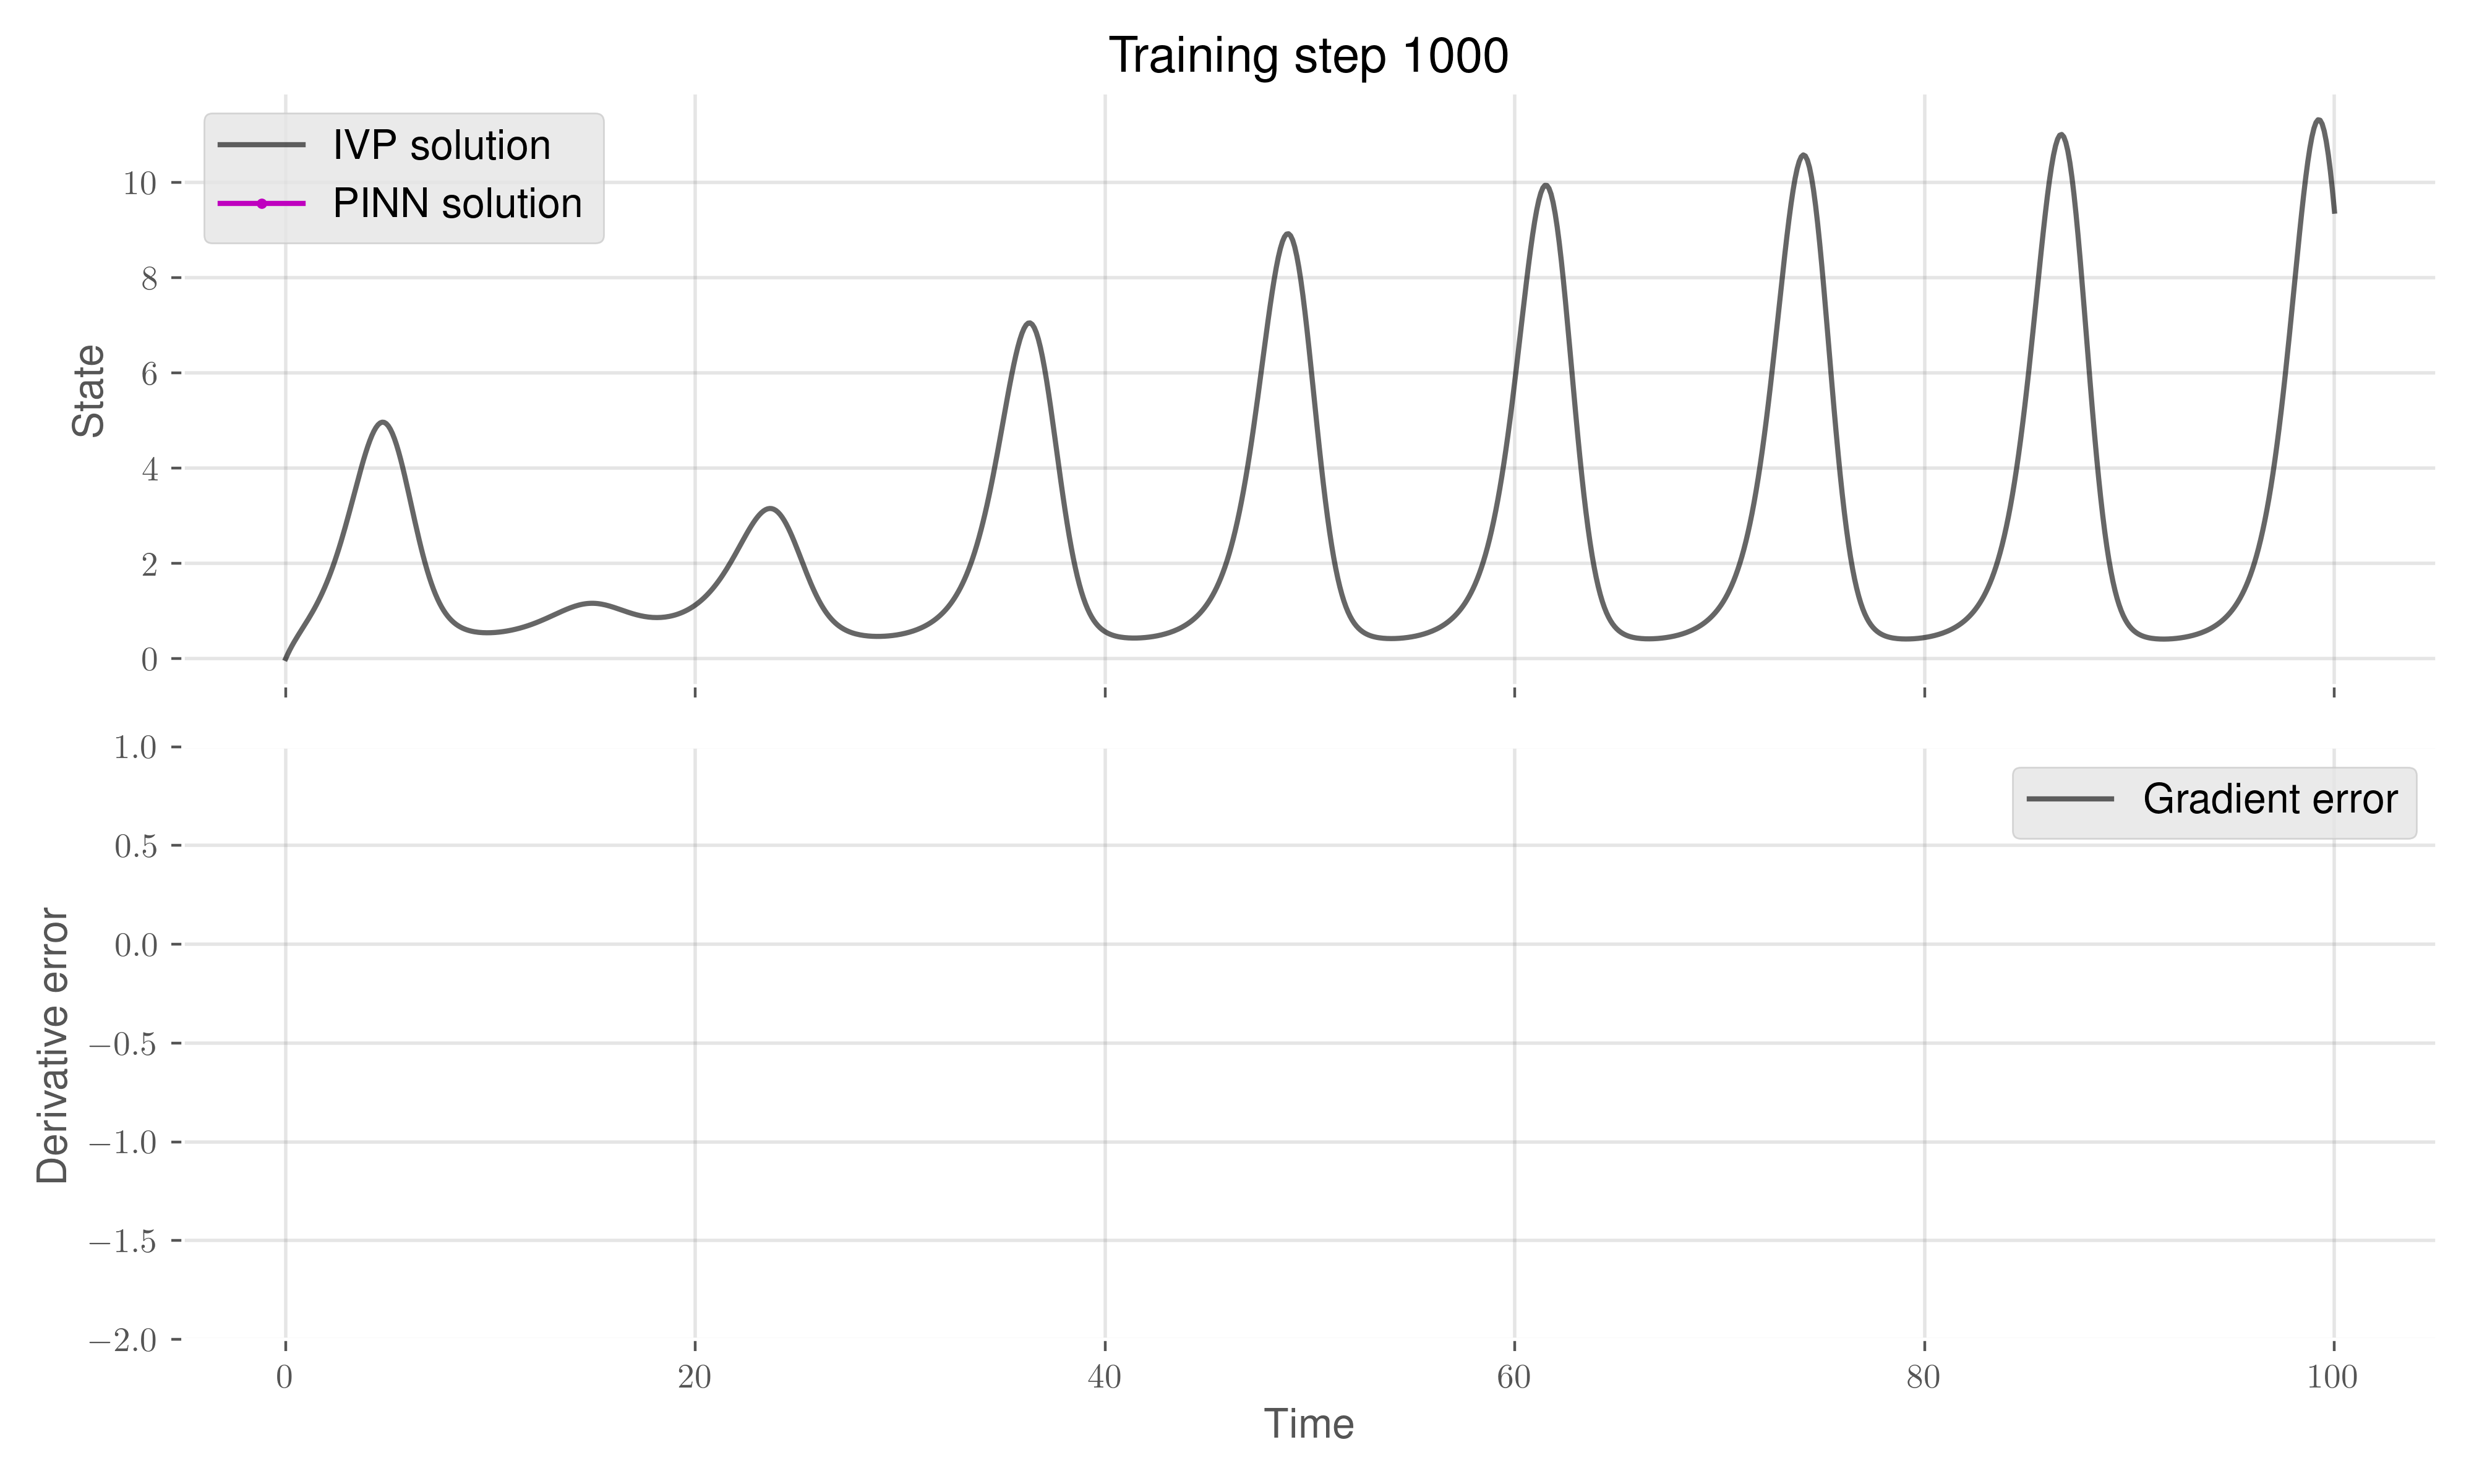 Training step 1000
IVP solution
PINN solution
10
8
6
4
2
0
State
1.0
0.5
0.0
−0.5
−1.0
−1.5
−2.0
Derivative error
Gradient error
0 20 40 60 80 100
Time